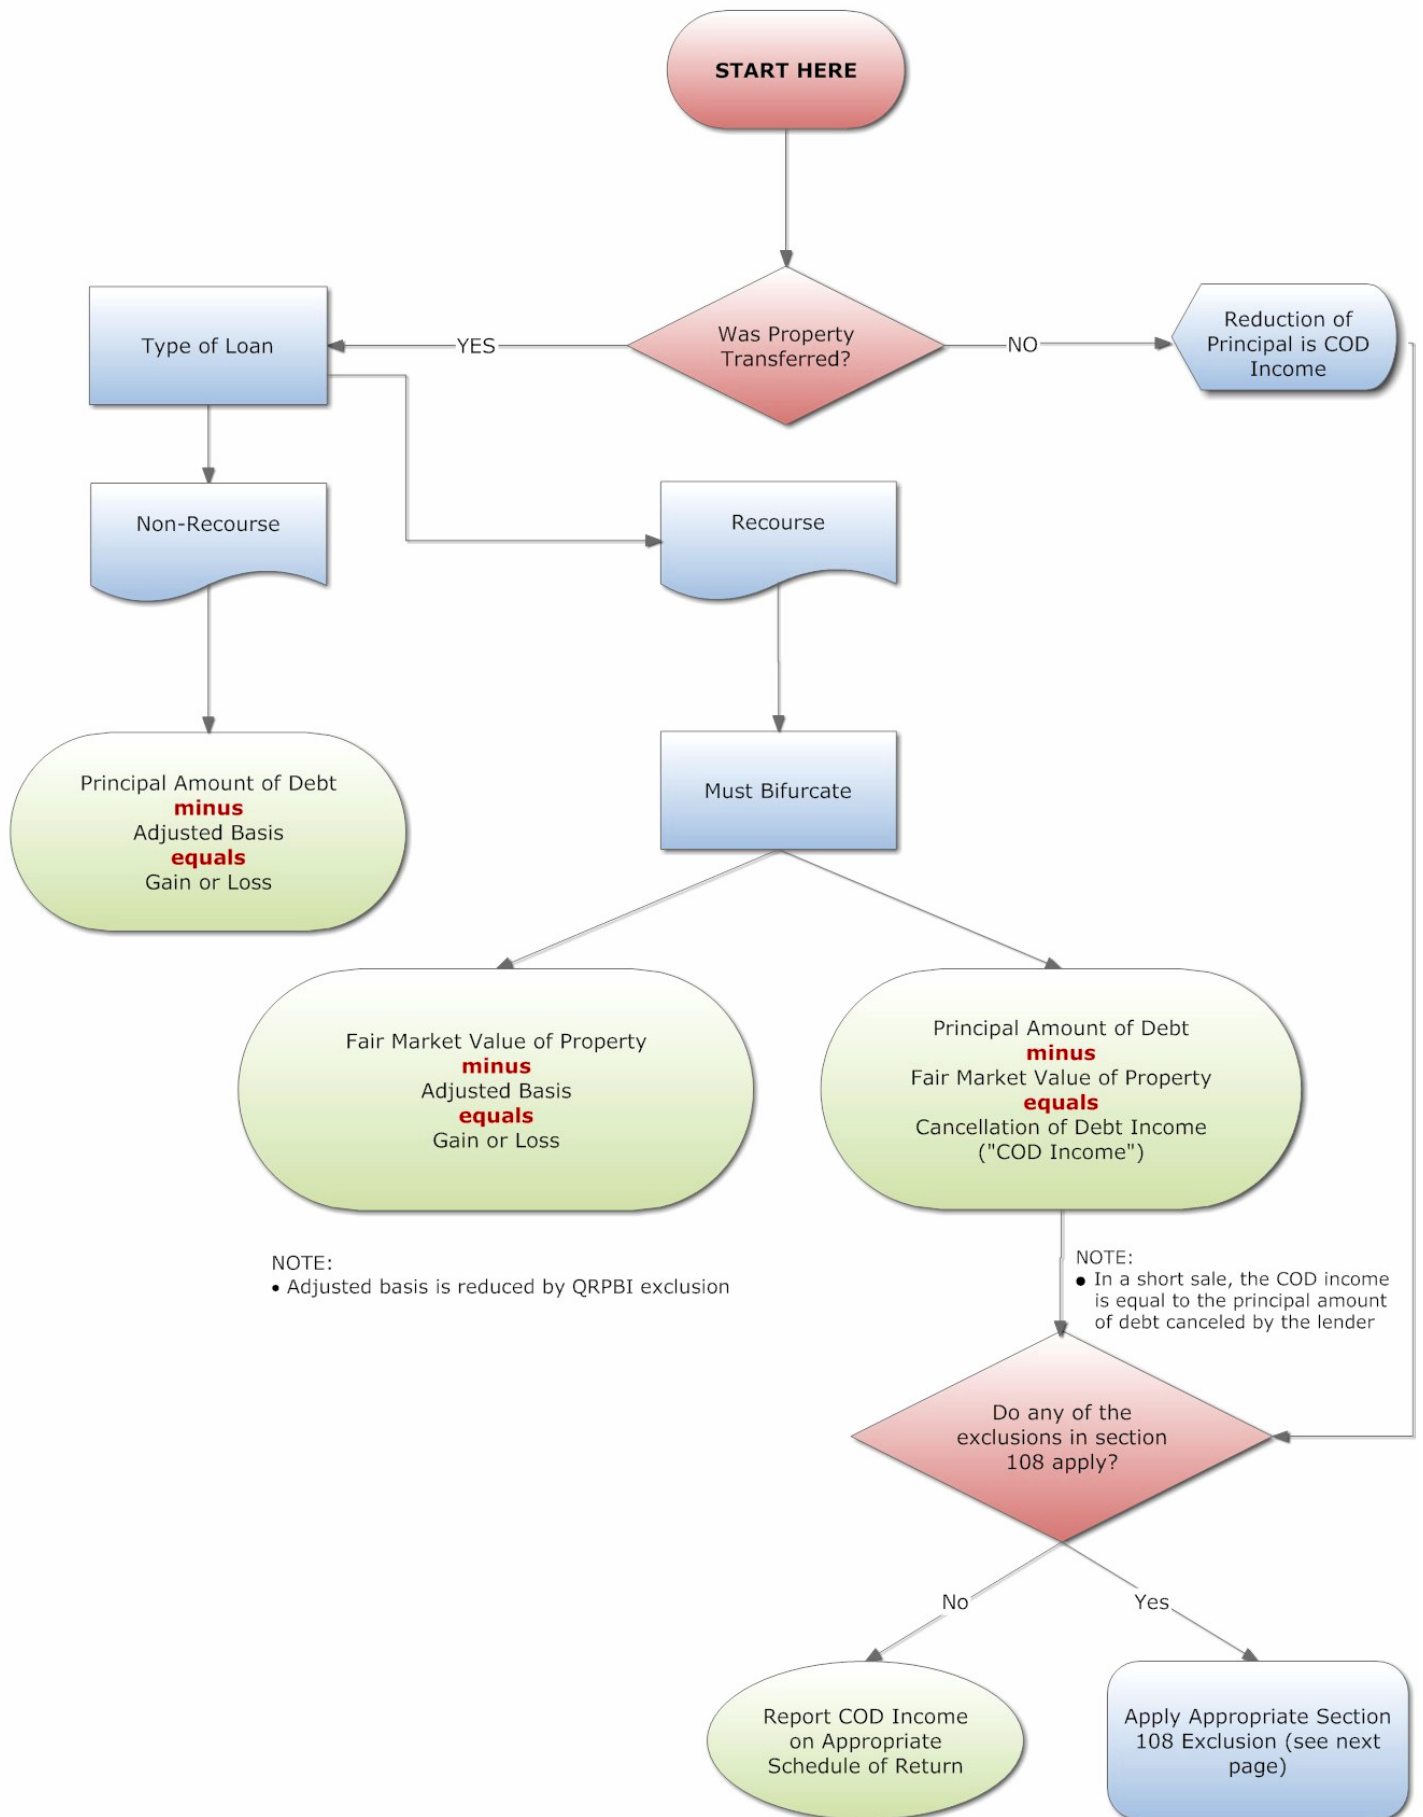 START HERE
Was Property
Transferred?
YES
NO
Type of Loan
Reduction of
Principal is COD
Income
Non-Recourse
Recourse
Principal Amount of Debt
minus
Adjusted Basis
equals
Gain or Loss
Must Bifurcate
Fair Market Value of Property
minus
Adjusted Basis
equals
Gain or Loss
Principal Amount of Debt
minus
Fair Market Value of Property
equals
Cancellation of Debt Income
("COD Income")
NOTE:
• Adjusted basis is reduced by QRPBI exclusion
NOTE:
• In a short sale, the COD income
is equal to the principal amount
of debt canceled by the lender
Do any of the
exclusions in section
108 apply?
No
Yes
Report COD Income
on Appropriate
Schedule of Return
Apply Appropriate Section
108 Exclusion (see next
page)